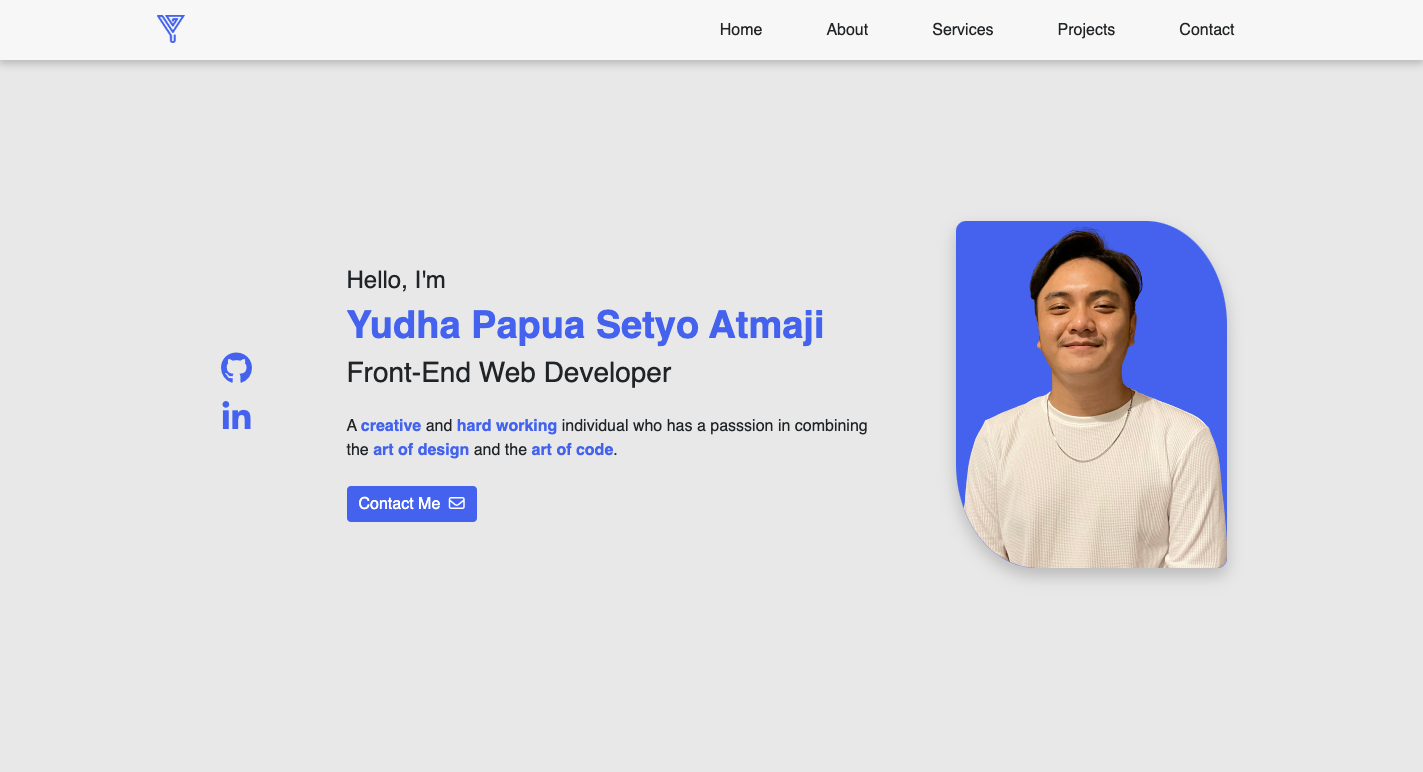 Home About Services Projects Contact
Hello, I'm
Yudha Papua Setyo Atmaji
Front-End Web Developer
A creative and hard working individual who has a passsion in combining
the art of design and the art of code.
Contact Me